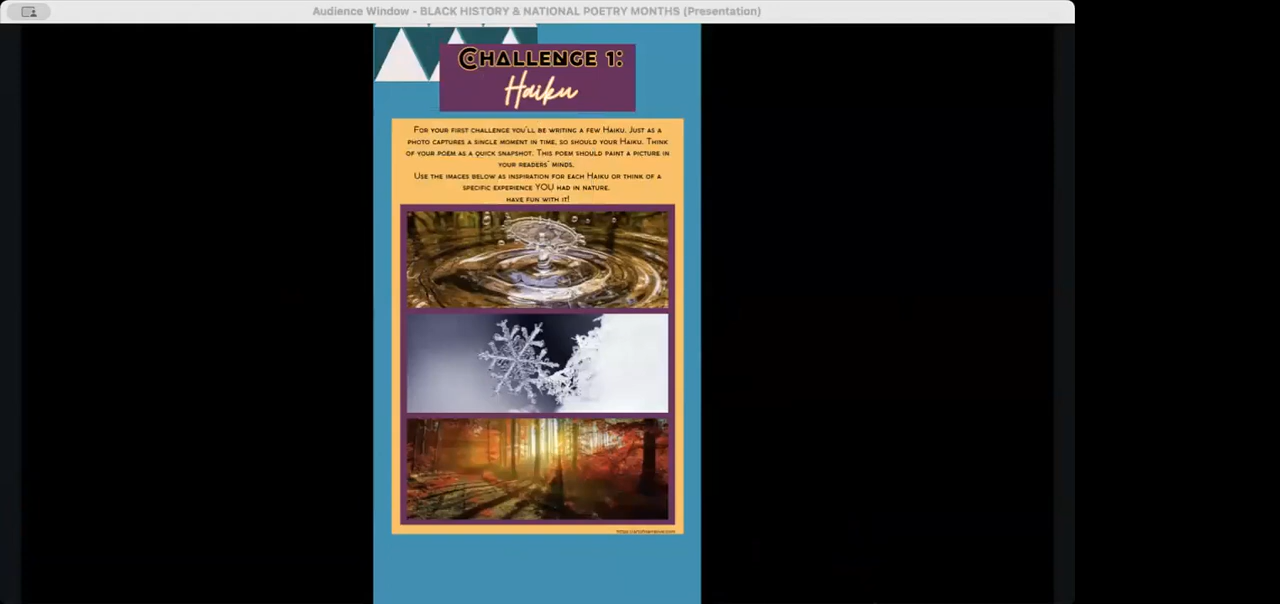 Audience Window - BLACK HISTORY & NATIONAL POETRY MONTHS (Presentation)
CHALLENGE 1:
Haiku
FOR YOUR FIRST CHALLENGE YOU'LL BE WRITING A FEW HAIKU. JUST AS A
PHOTO CAPTURES A SINGLE MOMENT IN TIME, SO SHOULD YOUR HAIKU. THINK
OF YOUR POEM AS A QUICK SNAPSHOT. THIS POEM SHOULD PAINT A PICTURE IN
YOUR READERS' MINDS.
USE THE IMAGES BELOW AS INSPIRATION FOR EACH HAIKU OR THINK OF A
SPECIFIC EXPERIENCE YOU HAD IN NATURE.
HAVE FUN WITH IT!